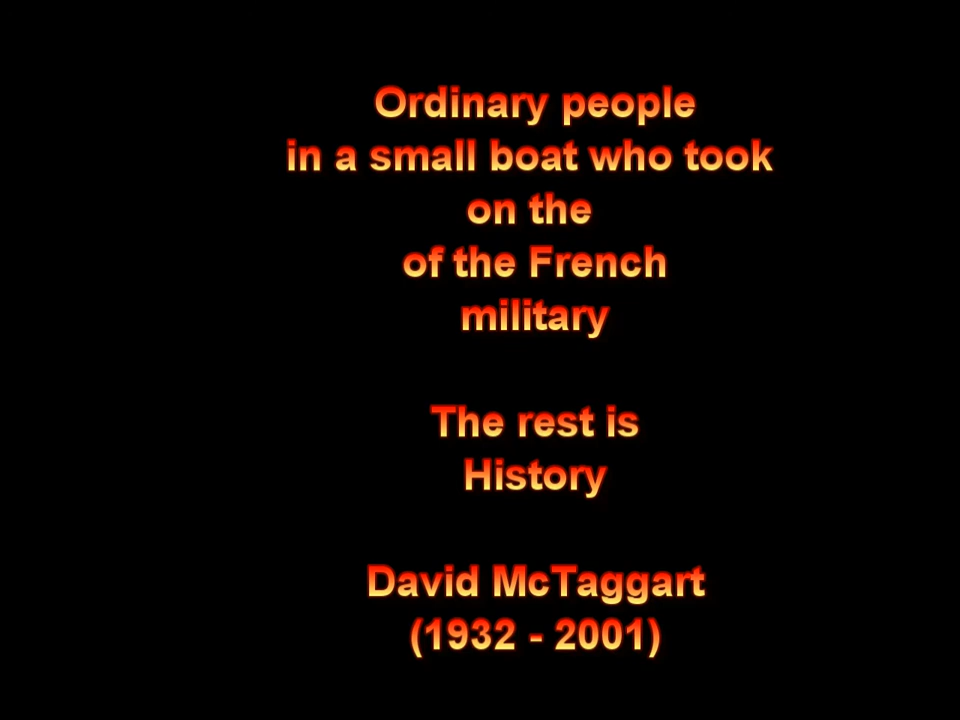 Ordinary people
in a small boat who took
on the
of the French
military
The rest is
History
David McTaggart
(1932 - 2001)